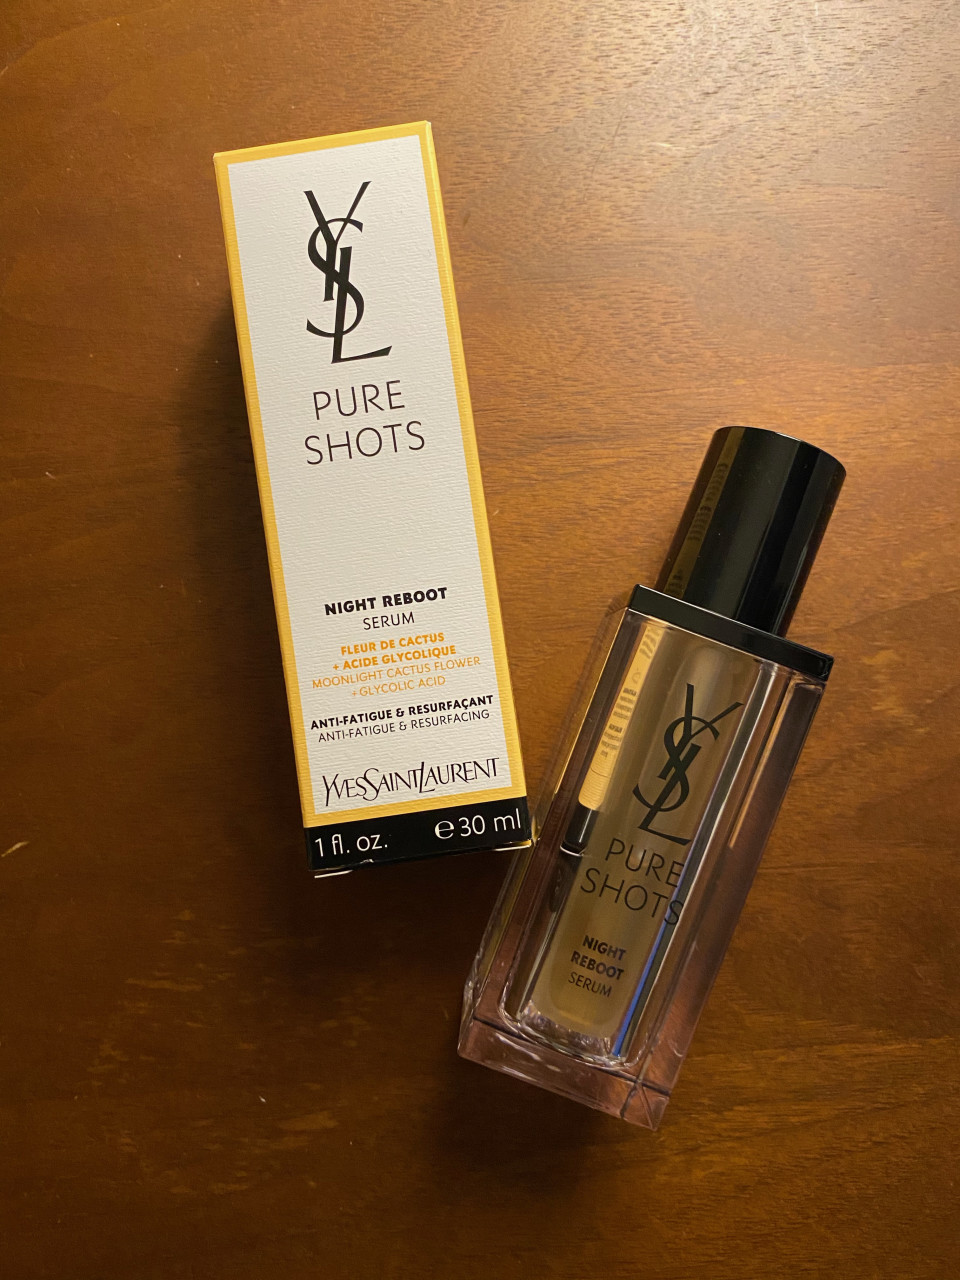 YSL
PURE
SHOTS
NIGHT REBOOT
SERUM
FLEUR DE CACTUS
+ ACIDE GLYCOLIQUE
MOONLIGHT CACTUS FLOWER
+GLYCOLIC ACID
ANTI-FATIGUE & RESURFAÇANT
ANTI-FATIGUE & RESURFACING
YVESSAINTLAURENT
1 fl. oz. ℮ 30 ml
YSL
PURE
SHOTS
NIGHT
REBOOT
SERUM